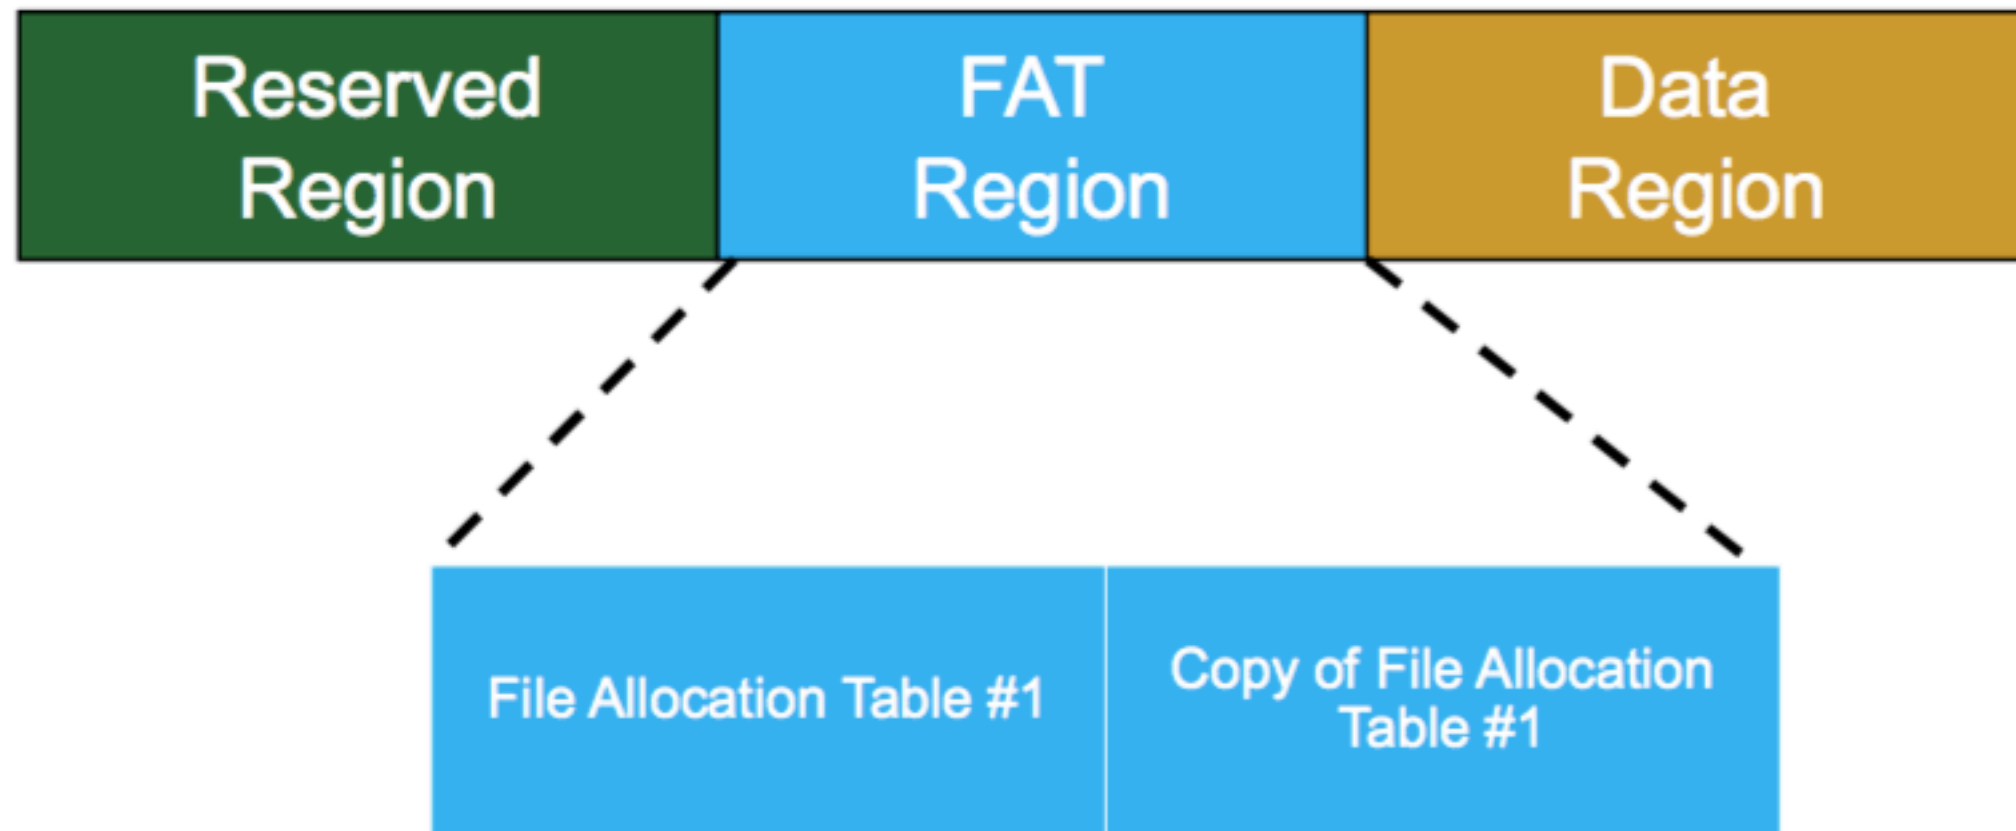 Reserved
Region
FAT
Region
Data
Region
File Allocation Table #1
Copy of File Allocation
Table #1